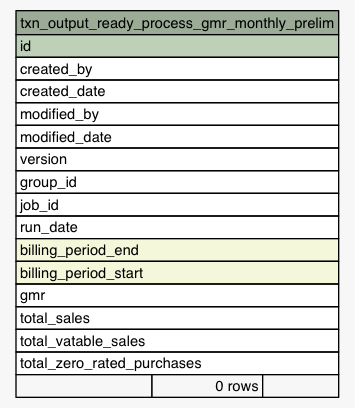 txn_output_ready_process_gmr_monthly_prelim
id
created_by
created_date
modified_by
modified_date
version
group_id
job_id
run_date
billing_period_end
billing_period_start
gmr
total_sales
total_vatable_sales
total_zero_rated_purchases
0 rows